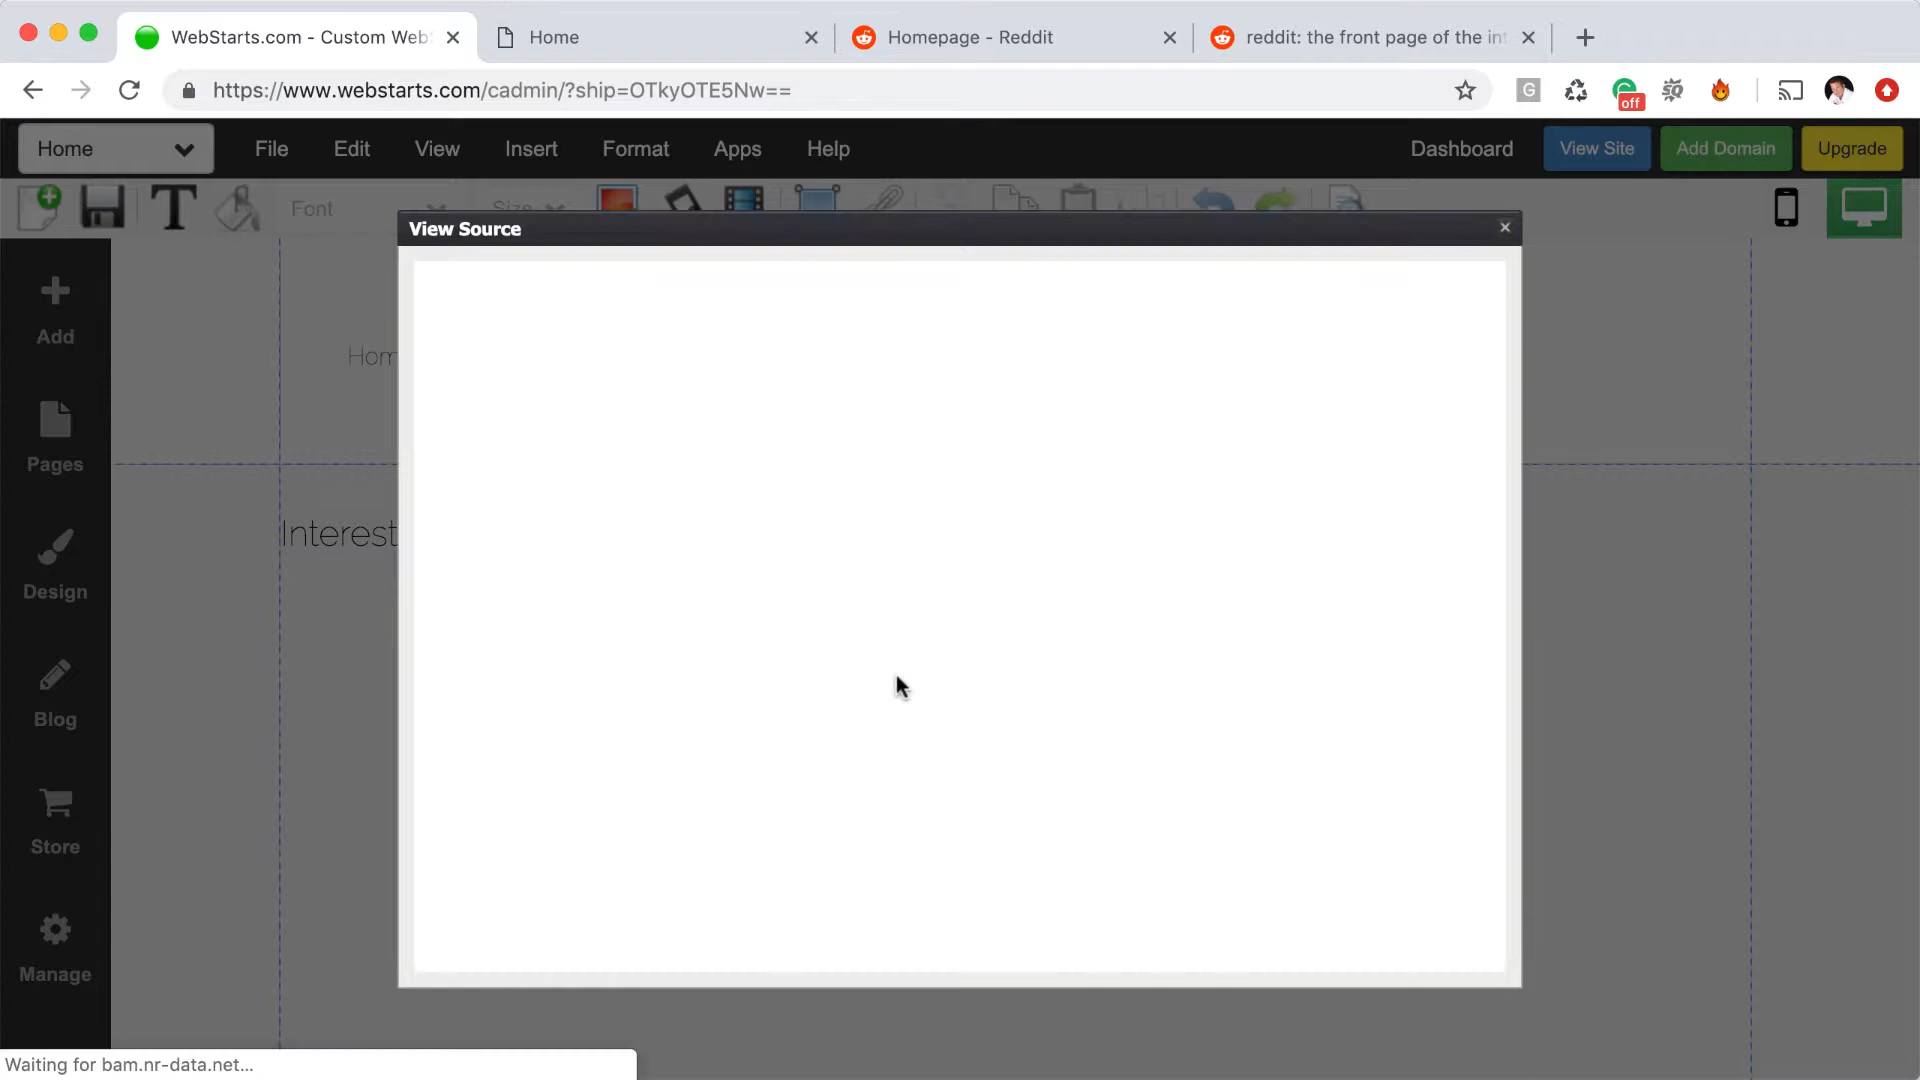 WebStarts.com - Custom Web
Home
Homepage - Reddit
reddit: the front page of the int
https://www.webstarts.com/cadmin/?ship=OTkyOTE5Nw==
G
off
SQ
Home
File
Edit
View
Insert
Format
Apps
Help
Dashboard
View Site
Add Domain
Upgrade
T
Font
Size
View Source
Add
Hom
Pages
Interest
Design
Blog
Store
Manage
Waiting for bam.nr-data.net...